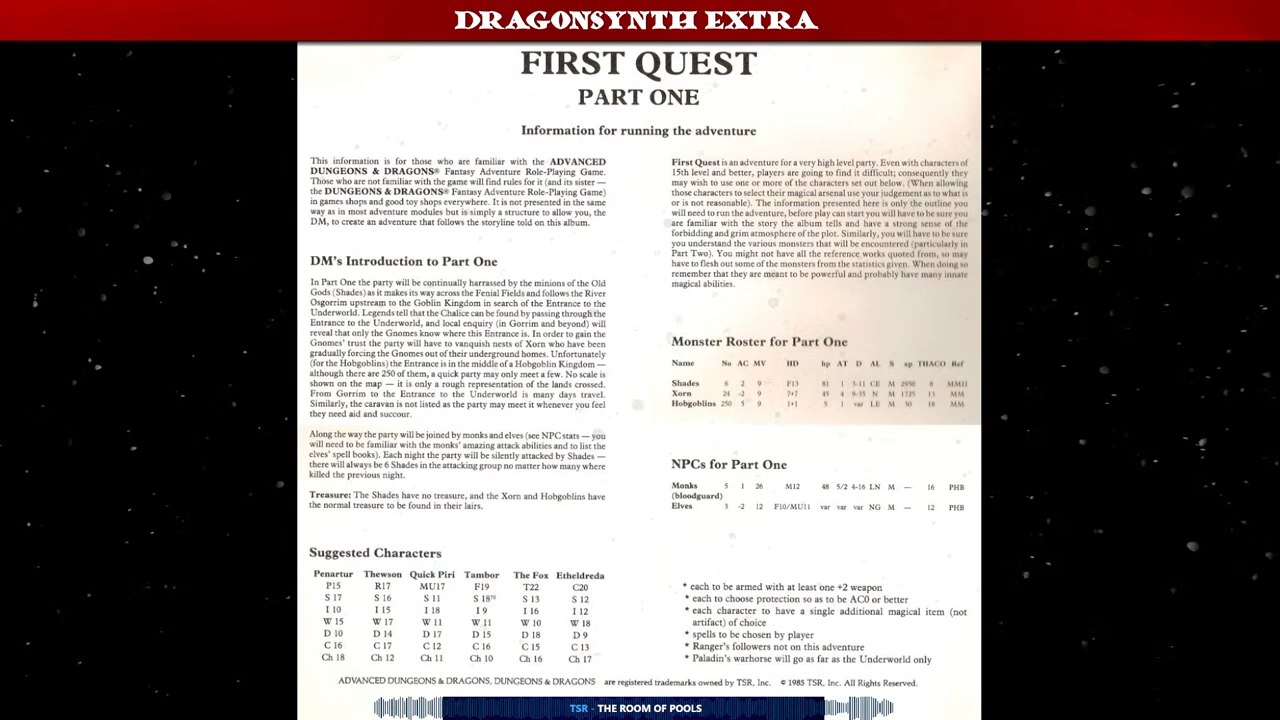 DRAGONSYNTH EXTRA
FIRST QUEST
PART ONE
Information for running the adventure
This information is for those who are familiar with the ADVANCED
DUNGEONS & DRAGONS® Fantasy Adventure Role-Playing Game.
Those who are not familiar with the game will find rules for it (and its sister —
the DUNGEONS & DRAGONS® Fantasy Adventure Role-Playing Game)
in games shops and good toy shops everywhere. It is not presented in the same
way as in most adventure modules but is simply a structure to allow you, the
DM, to create an adventure that follows the storyline told on this album.
DM's Introduction to Part One
In Part One the party will be continually harrassed by the minions of the Old
Gods (Shades) as it makes its way across the Fenial Fields and follows the River
Osgorrim upstream to the Goblin Kingdom in search of the Entrance to the
Underworld. Legends tell that the Chalice can be found by passing through the
Entrance to the Underworld, and local enquiry (in Gorrim and beyond) will
reveal that only the Gnomes know where this Entrance is. In order to gain the
Gnomes' trust the party will have to vanquish nests of Xorn who have been
gradually forcing the Gnomes out of their underground homes. Unfortunately
(for the Hobgoblins) the Entrance is in the middle of a Hobgoblin Kingdom —
although there are 250 of them, a quick party may only meet a few. No scale is
shown on the map — it is only a rough representation of the lands crossed.
From Gorrim to the Entrance to the Underworld is many days travel.
Similarly, the caravan is not listed as the party may meet it whenever you feel
they need aid and succour.
Along the way the party will be joined by monks and elves (see NPC stats — you
will need to be familiar with the monks' amazing attack abilities and to list the
elves' spell books). Each night the party will be silently attacked by Shades —
there will always be 6 Shades in the attacking group no matter how many where
killed the previous night.
Treasure: The Shades have no treasure, and the Xorn and Hobgoblins have
the normal treasure to be found in their lairs.
Suggested Characters
Penartur Thewson Quick Piri Tambor The Fox Etheldreda
P15 R17 MU17 F19 T22 C20
S 17 S 16 S 11 S 18⁷⁰ S 13 S 12
I 10 I 15 I 18 I 9 I 16 I 12
W 15 W 17 W 11 W 11 W 10 W 18
D 10 D 14 D 17 D 15 D 18 D 9
C 16 C 17 C 12 C 16 C 15 C 13
Ch 18 Ch 12 Ch 11 Ch 10 Ch 16 Ch 17
First Quest is an adventure for a very high level party. Even with characters of
15th level and better, players are going to find it difficult; consequently they
may wish to use one or more of the characters set out below. (When allowing
those characters to select their magical arsenal use your judgement as to what is
or is not reasonable). The information presented here is only the outline you
will need to run the adventure, before play can start you will have to be sure you
are familiar with the story the album tells and have a strong sense of the
forbidding and grim atmosphere of the plot. Similarly, you will have to be sure
you understand the various monsters that will be encountered (particularly in
Part Two). You might not have all the reference works quoted from, so may
have to flesh out some of the monsters from the statistics given. When doing so
remember that they are meant to be powerful and probably have many innate
magical abilities.
Monster Roster for Part One
Name No AC MV HD hp AT D AL S xp THACO Ref
Shades 6 2 9 F13 81 1 3-11 CE M 2950 8 MMII
Xorn 24 -2 9 7+7 45 4 9-35 N M 1725 13 MM
Hobgoblins 250 5 9 1+1 5 1 var LE M 30 18 MM
NPCs for Part One
Monks 5 1 26 M12 48 5/2 4-16 LN M — 16 PHB
(bloodguard)
Elves 3 -2 12 F10/MU11 var var var NG M — 12 PHB
* each to be armed with at least one +2 weapon
* each to choose protection so as to be AC0 or better
* each character to have a single additional magical item (not
artifact) of choice
* spells to be chosen by player
* Ranger's followers not on this adventure
* Paladin's warhorse will go as far as the Underworld only
ADVANCED DUNGEONS & DRAGONS, DUNGEONS & DRAGONS are registered trademarks owned by TSR, Inc. © 1985 TSR, Inc. All Rights Reserved.
TSR - THE ROOM OF POOLS